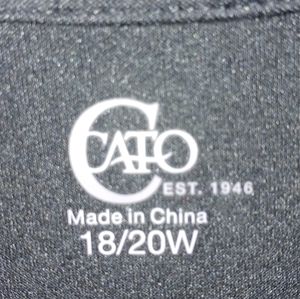 CATO
EST. 1946
Made in China
18/20W